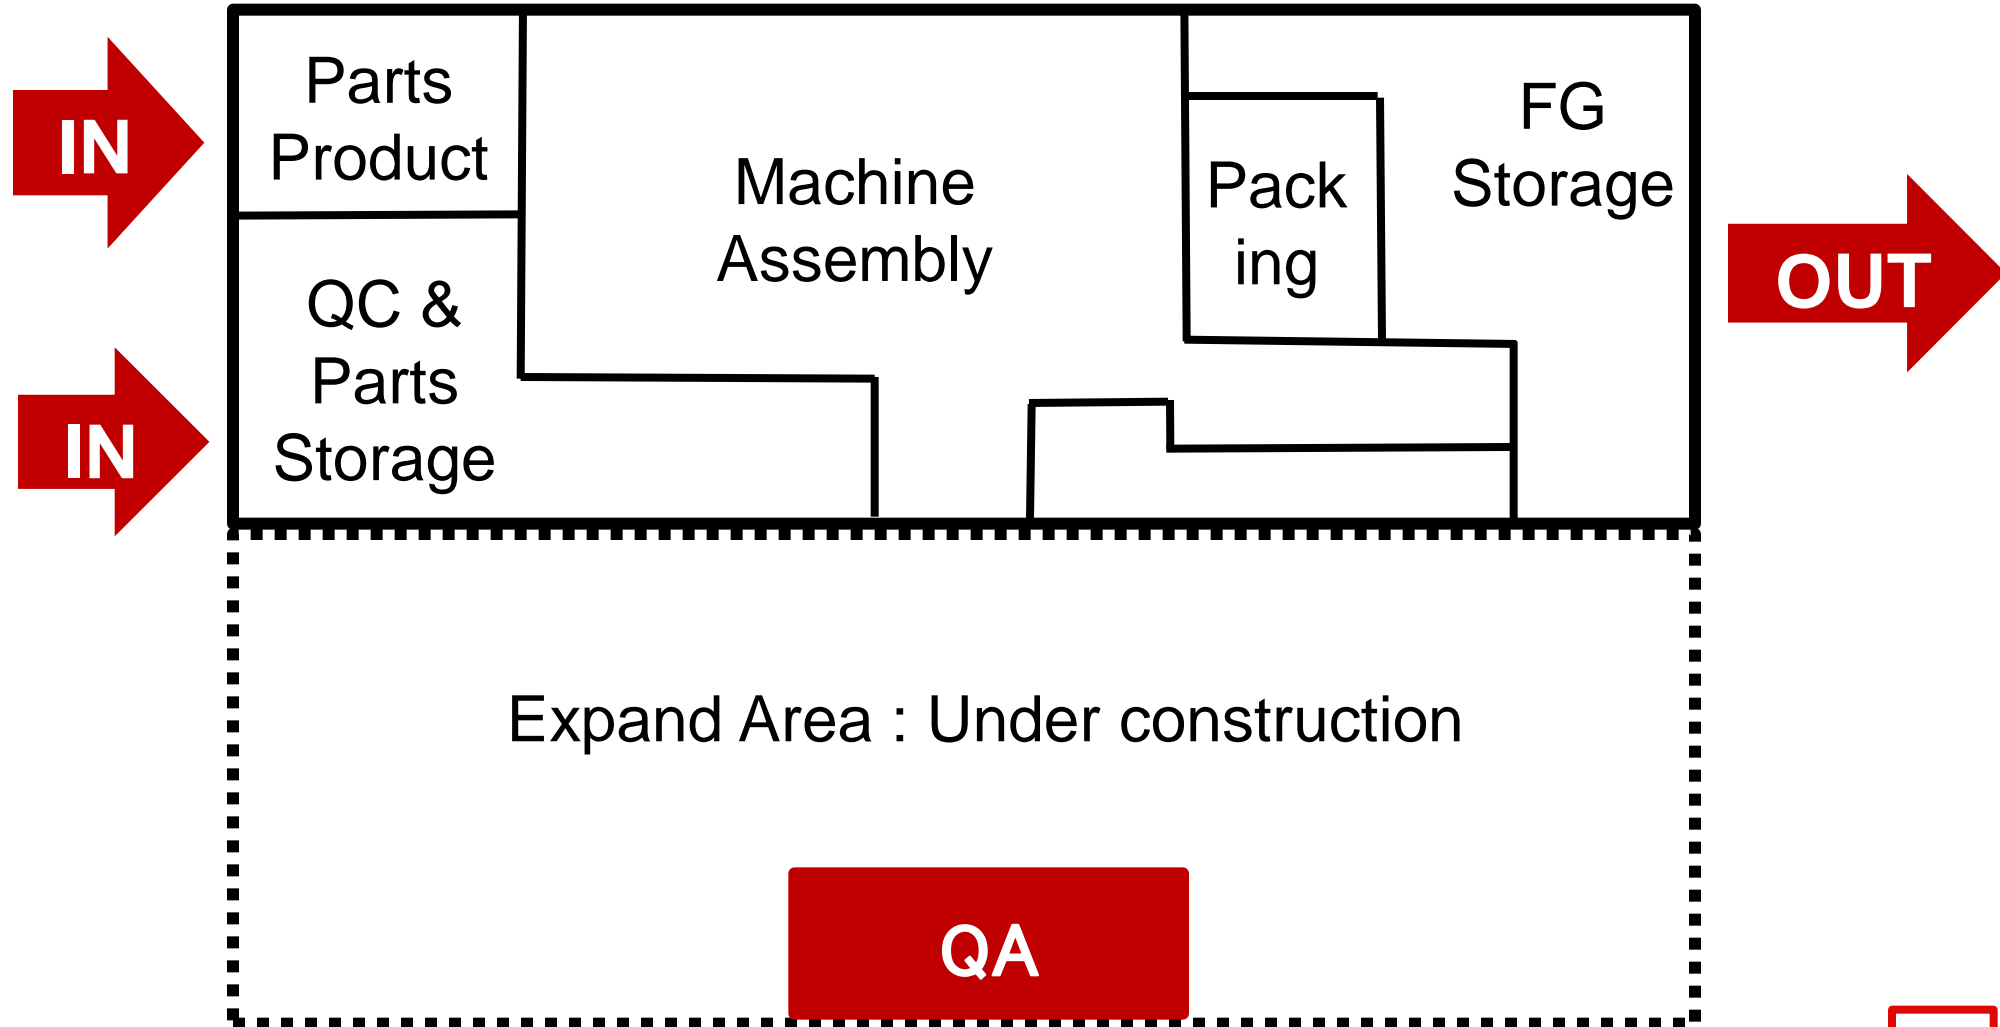 IN
Parts
Product
Machine
Assembly
Pack
ing
FG
Storage
OUT
IN
QC &
Parts
Storage
Expand Area : Under construction
QA